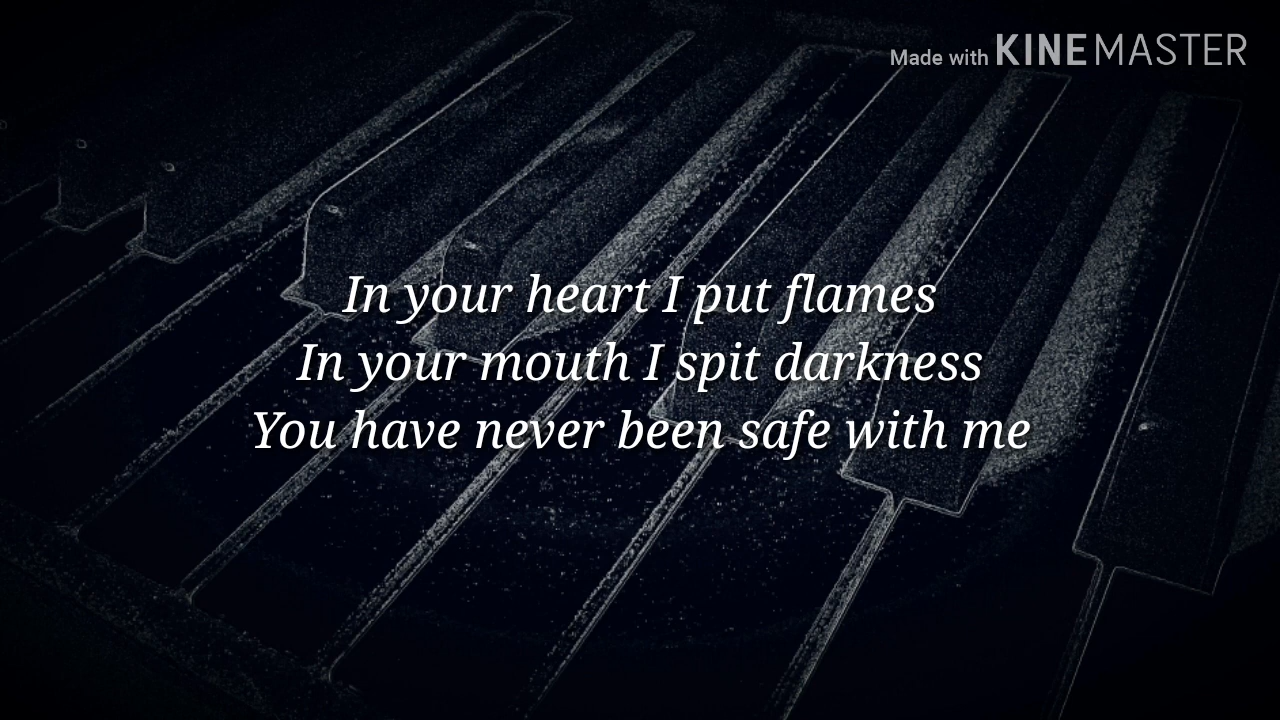 Made with KINEMASTER
In your heart I put flames
In your mouth I spit darkness
You have never been safe with me